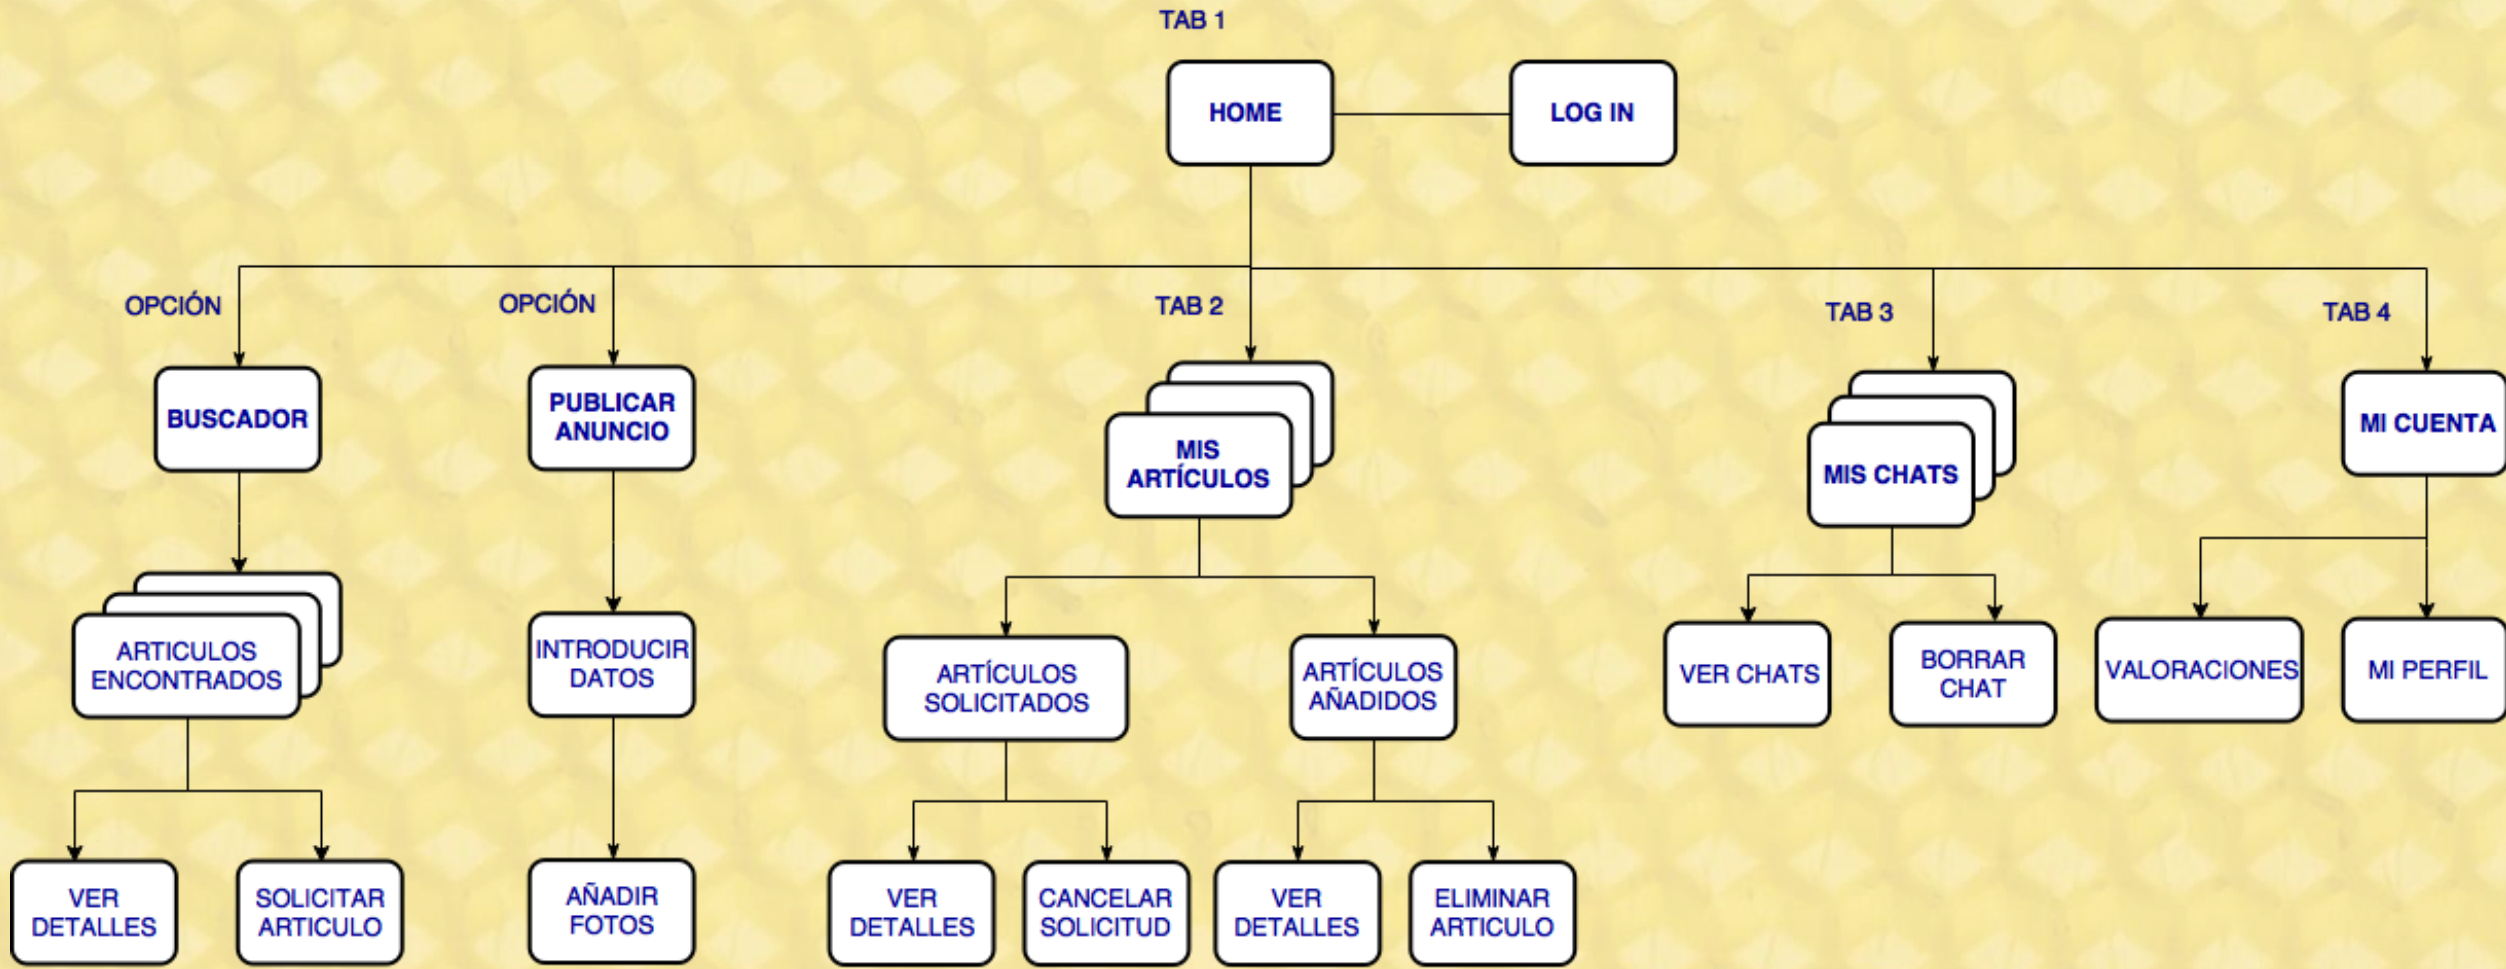 TAB 1
HOME
LOG IN
OPCIÓN
OPCIÓN
TAB 2
TAB 3
TAB 4
BUSCADOR
PUBLICAR
ANUNCIO
MIS
ARTÍCULOS
MIS CHATS
MI CUENTA
ARTICULOS
ENCONTRADOS
INTRODUCIR
DATOS
ARTÍCULOS
SOLICITADOS
ARTÍCULOS
AÑADIDOS
VER CHATS
BORRAR
CHAT
VALORACIONES
MI PERFIL
VER
DETALLES
SOLICITAR
ARTICULO
AÑADIR
FOTOS
VER
DETALLES
CANCELAR
SOLICITUD
VER
DETALLES
ELIMINAR
ARTICULO